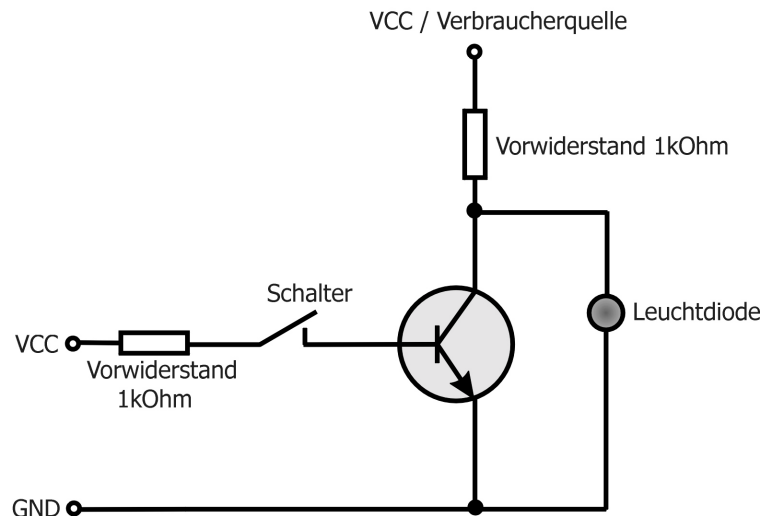 VCC / Verbraucherquelle
Vorwiderstand 1kOhm
Schalter
Leuchtdiode
VCC
Vorwiderstand
1kOhm
GND